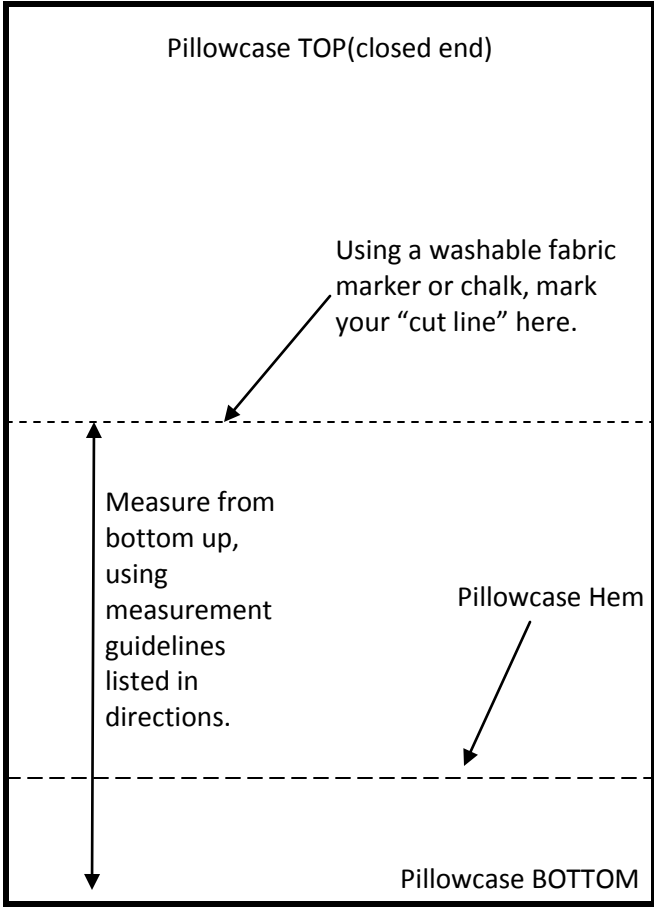 Pillowcase TOP(closed end)
Using a washable fabric
marker or chalk, mark
your “cut line” here.
Measure from
bottom up,
using
measurement
guidelines
listed in
directions.
Pillowcase Hem
Pillowcase BOTTOM